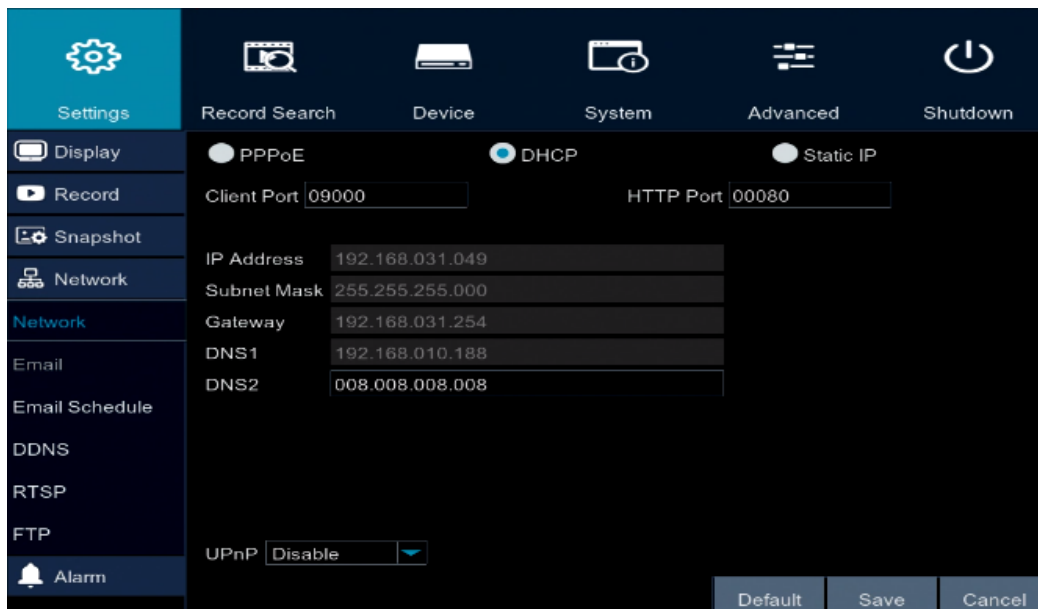 Settings Record Search Device System Advanced Shutdown
Display
PPPoE DHCP Static IP
Record
Client Port 09000 HTTP Port 00080
Snapshot
IP Address 192.168.031.049
Network
Subnet Mask 255.255.255.000
Network
Gateway 192.168.031.254
DNS1 192.168.010.188
Email
DNS2 008.008.008.008
Email Schedule
DDNS
RTSP
FTP
UPnP Disable
Alarm
Default Save Cancel